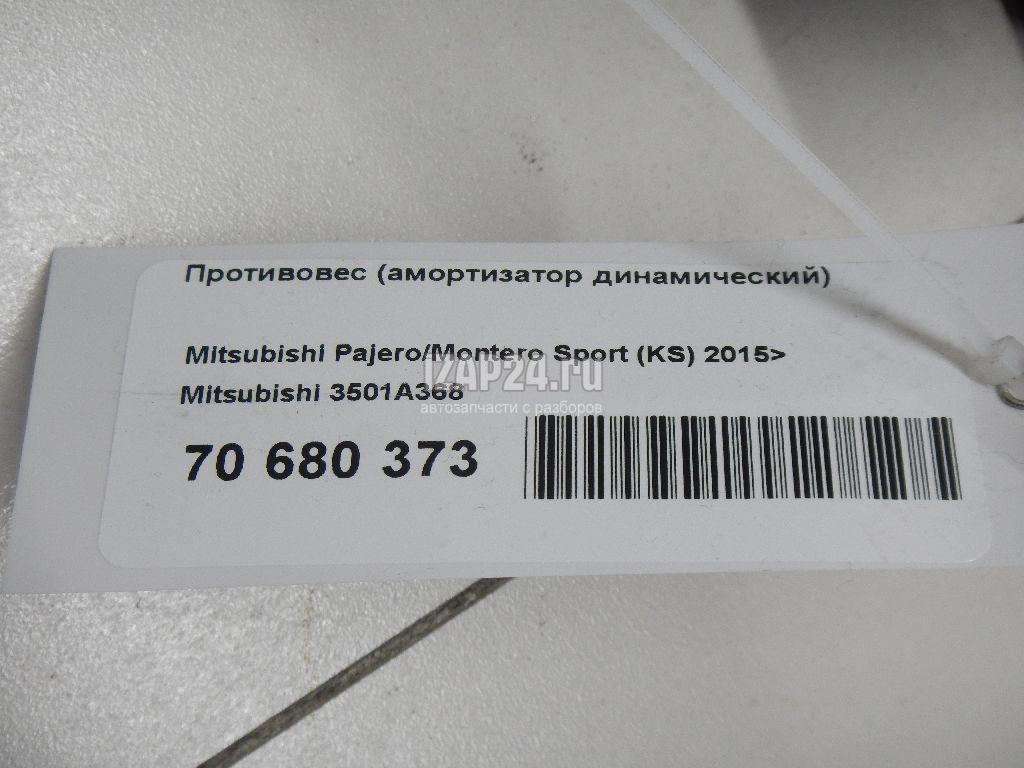 Противовес (амортизатор динамический)
Mitsubishi Pajero/Montero Sport (KS) 2015>
IZAP24.ru
Mitsubishi 3501A368
автозапчасти с разборов
70 680 373